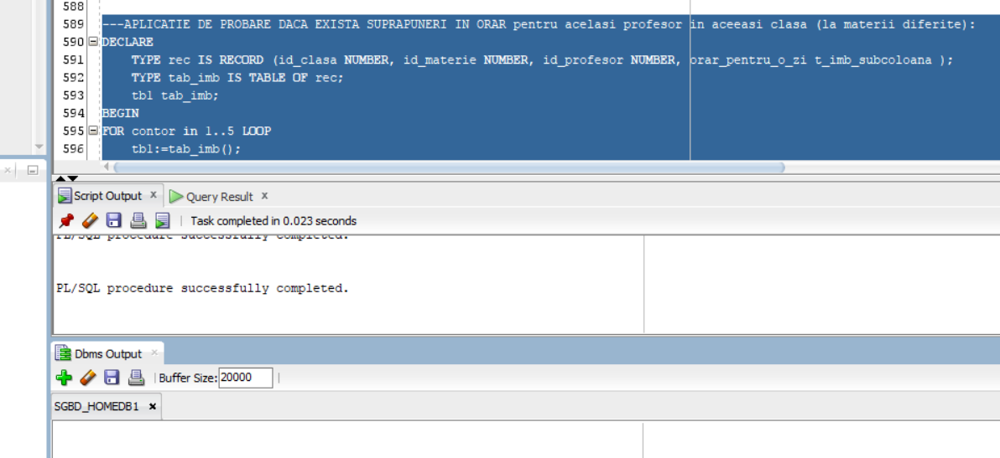 588
589 ---APLICATIE DE PROBARE DACA EXISTA SUPRAPUNERI IN ORAR pentru acelasi profesor in aceeasi clasa (la materii diferite):
590 DECLARE
591 TYPE rec IS RECORD (id_clasa NUMBER, id_materie NUMBER, id_profesor NUMBER, orar_pentru_o_zi t_imb_subcoloana );
592 TYPE tab_imb IS TABLE OF rec;
593 tbl tab_imb;
594 BEGIN
595 FOR contor in 1..5 LOOP
596 tbl:=tab_imb();
Script Output x Query Result x
Task completed in 0.023 seconds
PL/SQL procedure successfully completed.
PL/SQL procedure successfully completed.
Dbms Output x
Buffer Size: 20000
SGBD_HOMEDB1 x